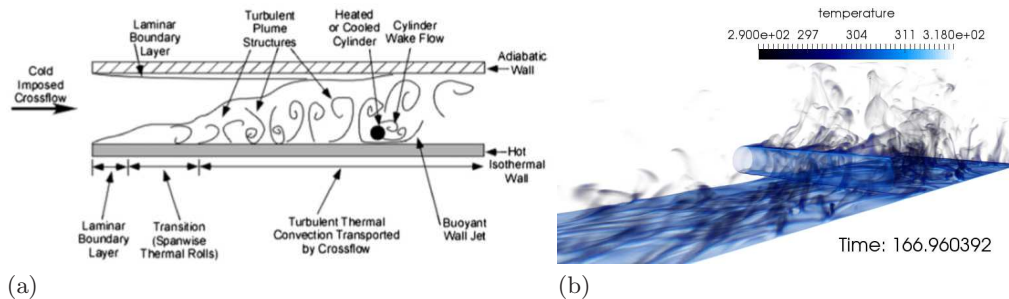 Laminar
Boundary
Layer
Turbulent
Plume
Structures
Heated
or Cooled
Cylinder
Cylinder
Wake Flow
Adiabatic
Wall
Cold
Imposed
Crossflow
Hot
Isothermal
Wall
Laminar
Boundary
Layer
Transition
(Spanwise
Thermal Rolls)
Turbulent Thermal
Convection Transported
by Crossflow
Buoyant
Wall Jet
(a)
temperature
2.900e+02 297 304 311 3.180e+02
Time: 166.960392
(b)